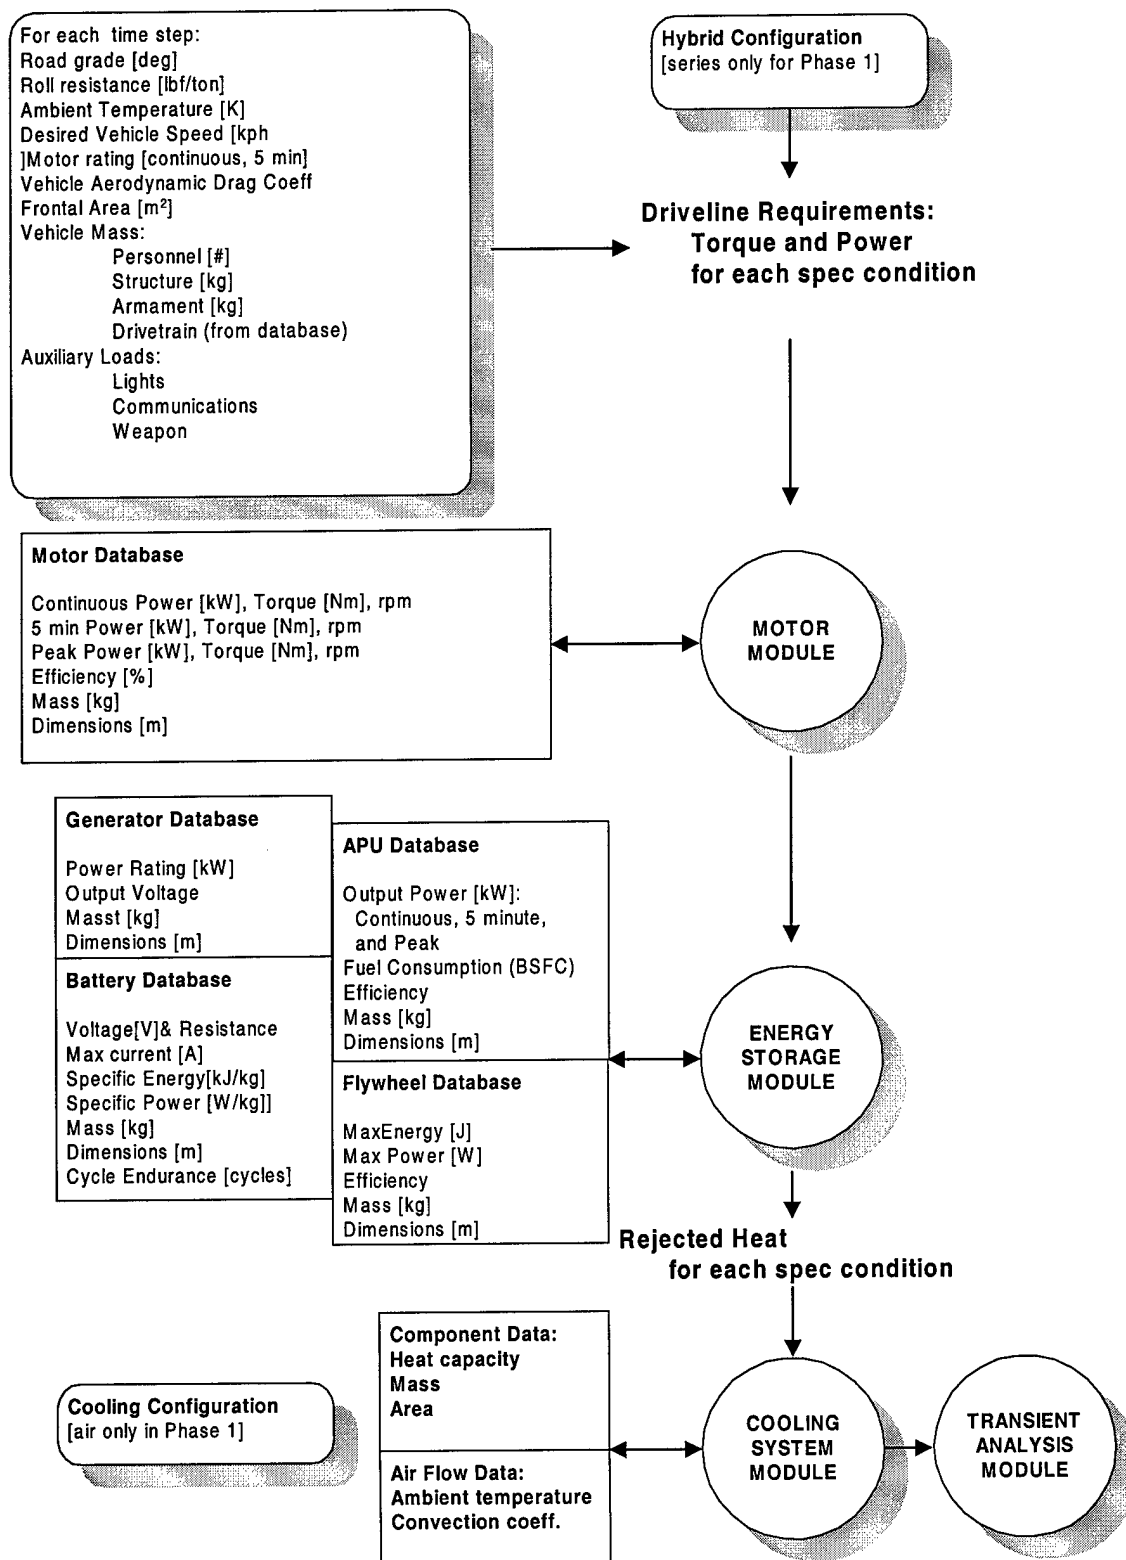 For each time step:
Road grade [deg]
Roll resistance [lbf/ton]
Ambient Temperature [K]
Desired Vehicle Speed [kph
]Motor rating [continuous, 5 min]
Vehicle Aerodynamic Drag Coeff
Frontal Area [m²]
Vehicle Mass:
Personnel [#]
Structure [kg]
Armament [kg]
Drivetrain (from database)
Auxiliary Loads:
Lights
Communications
Weapon
Hybrid Configuration
[series only for Phase 1]
Driveline Requirements:
Torque and Power
for each spec condition
Motor Database
Continuous Power [kW], Torque [Nm], rpm
5 min Power [kW], Torque [Nm], rpm
Peak Power [kW], Torque [Nm], rpm
Efficiency [%]
Mass [kg]
Dimensions [m]
MOTOR
MODULE
Generator Database
Power Rating [kW]
Output Voltage
Masst [kg]
Dimensions [m]
APU Database
Output Power [kW]:
Continuous, 5 minute,
and Peak
Fuel Consumption (BSFC)
Efficiency
Mass [kg]
Dimensions [m]
Battery Database
Voltage[V]& Resistance
Max current [A]
Specific Energy[kJ/kg]
Specific Power [W/kg]]
Mass [kg]
Dimensions [m]
Cycle Endurance [cycles]
Flywheel Database
MaxEnergy [J]
Max Power [W]
Efficiency
Mass [kg]
Dimensions [m]
ENERGY
STORAGE
MODULE
Rejected Heat
for each spec condition
Cooling Configuration
[air only in Phase 1]
Component Data:
Heat capacity
Mass
Area
Air Flow Data:
Ambient temperature
Convection coeff.
COOLING
SYSTEM
MODULE
TRANSIENT
ANALYSIS
MODULE